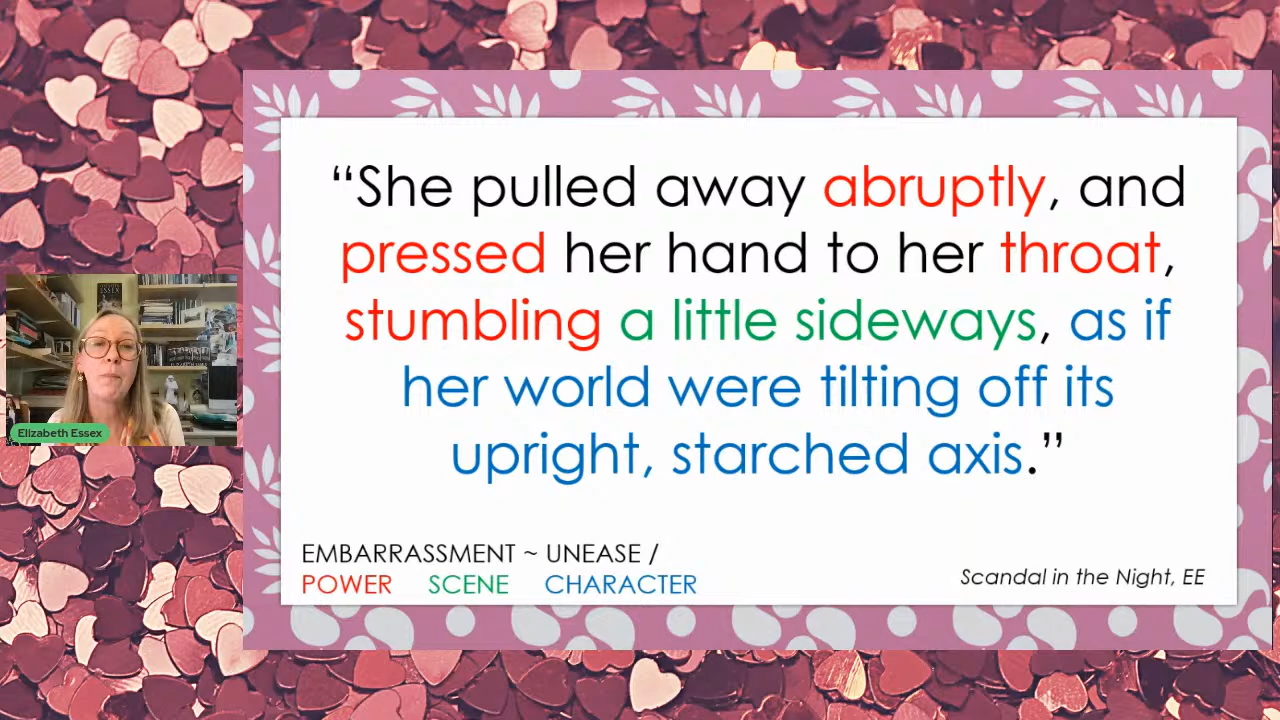 “She pulled away abruptly, and
pressed her hand to her throat,
stumbling a little sideways, as if
her world were tilting off its
upright, starched axis.”
EMBARRASSMENT ~ UNEASE /
POWER SCENE CHARACTER
Scandal in the Night, EE
Elizabeth Essex